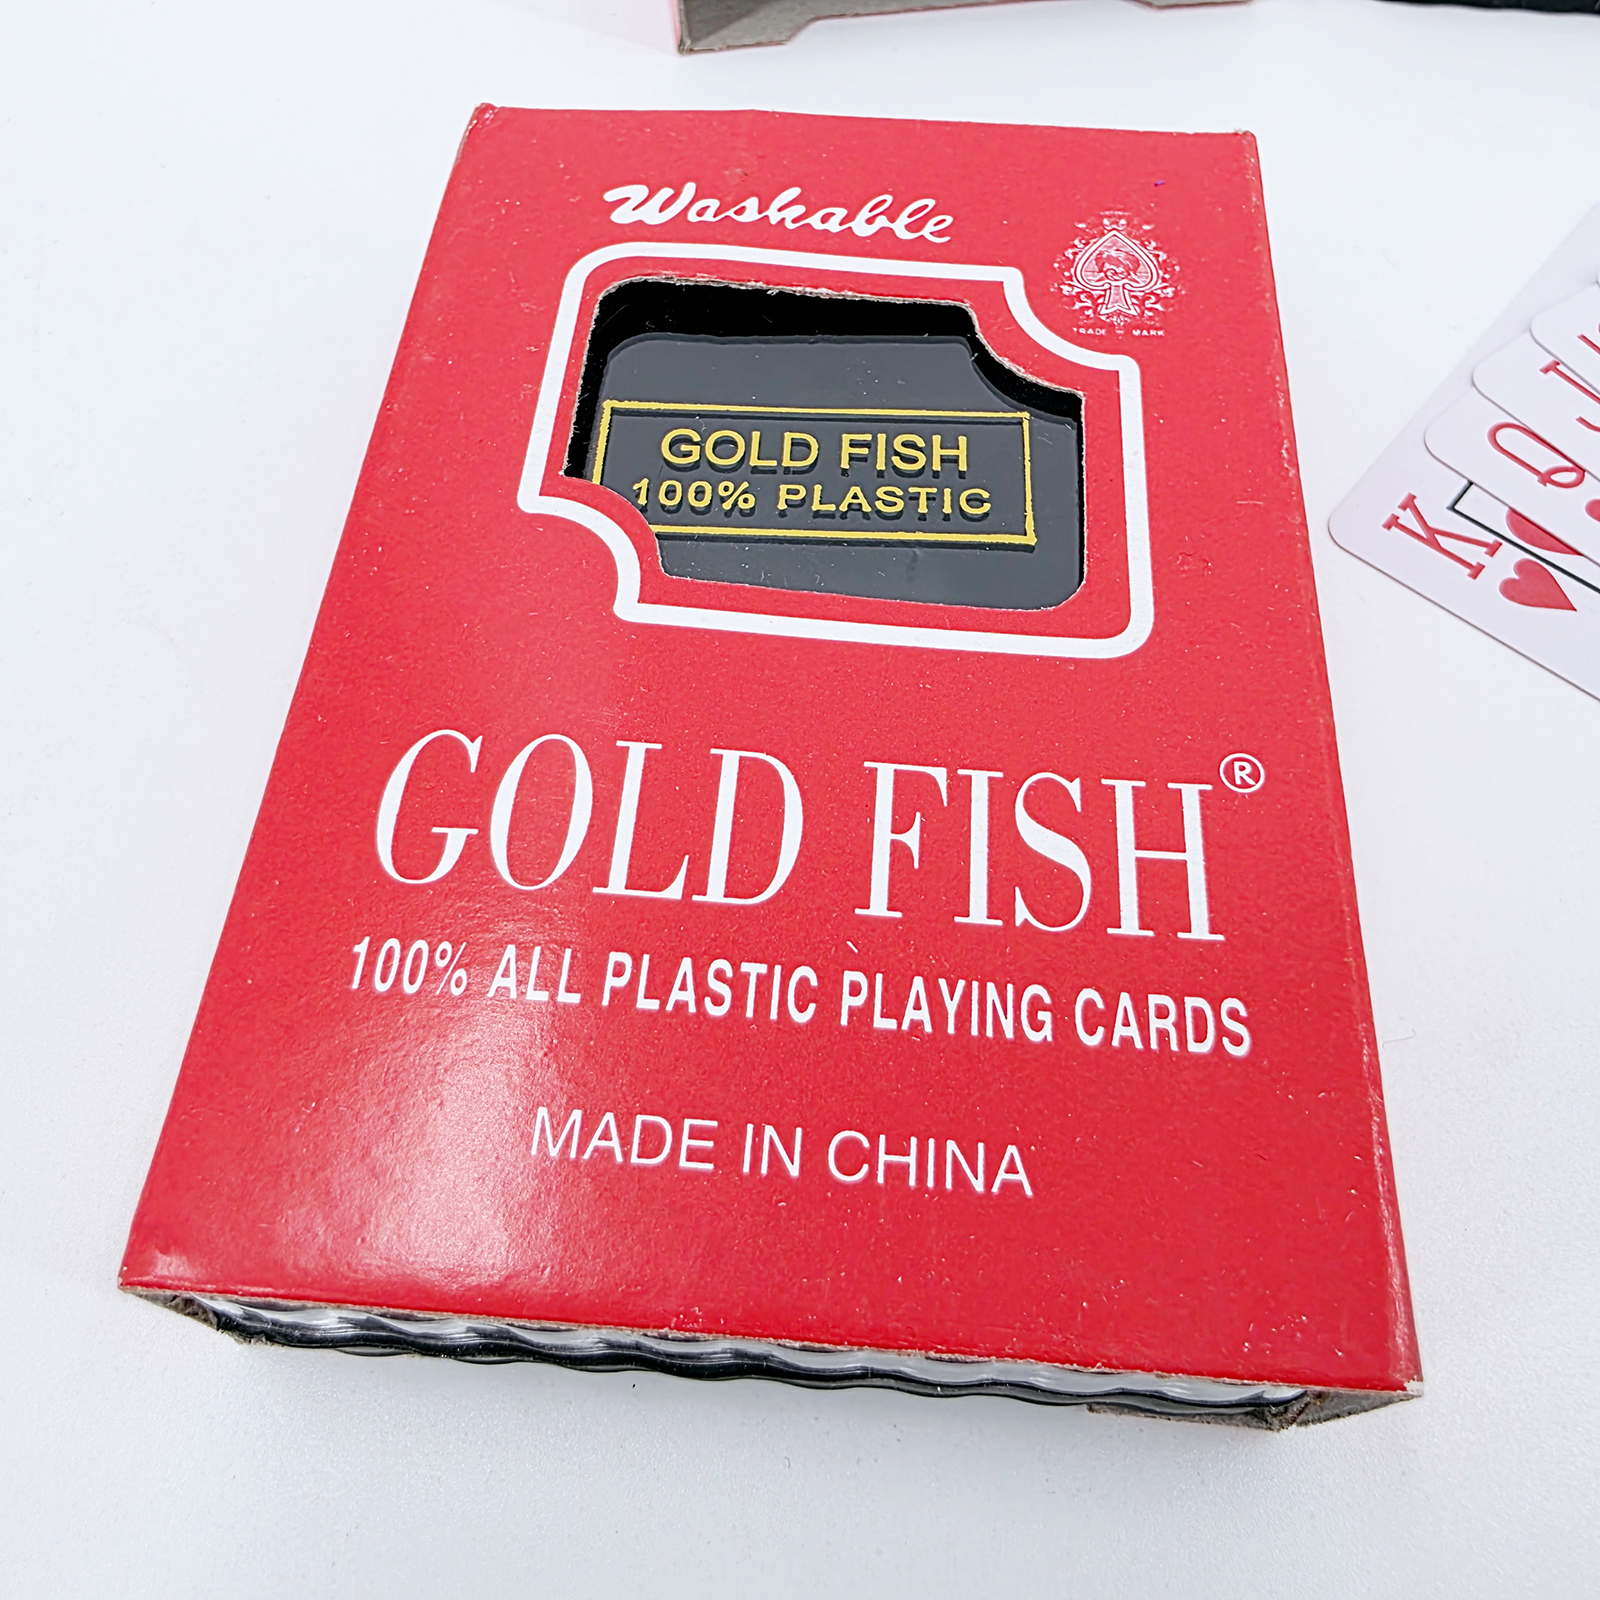 Washable
TRADE MARK
GOLD FISH
100% PLASTIC
GOLD FISH®
100% ALL PLASTIC PLAYING CARDS
MADE IN CHINA
K
Q
J